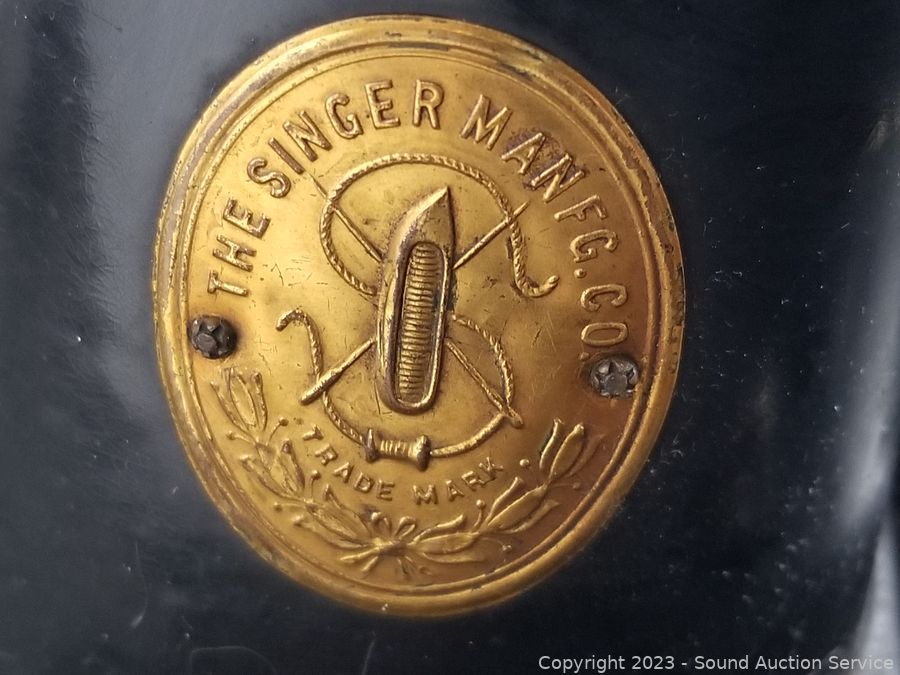 THE SINGER MANFG. CO.
TRADE MARK.
Copyright 2023 - Sound Auction Service